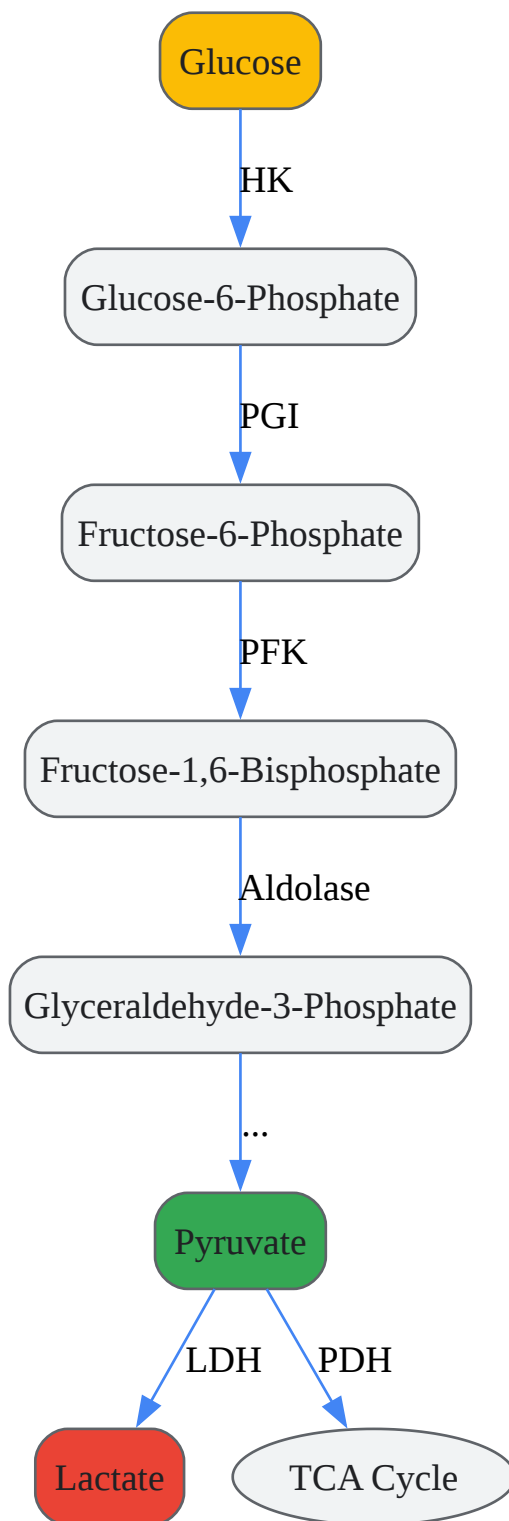 Glucose
HK
Glucose-6-Phosphate
PGI
Fructose-6-Phosphate
PFK
Fructose-1,6-Bisphosphate
Aldolase
Glyceraldehyde-3-Phosphate
...
Pyruvate
LDH
PDH
Lactate
TCA Cycle